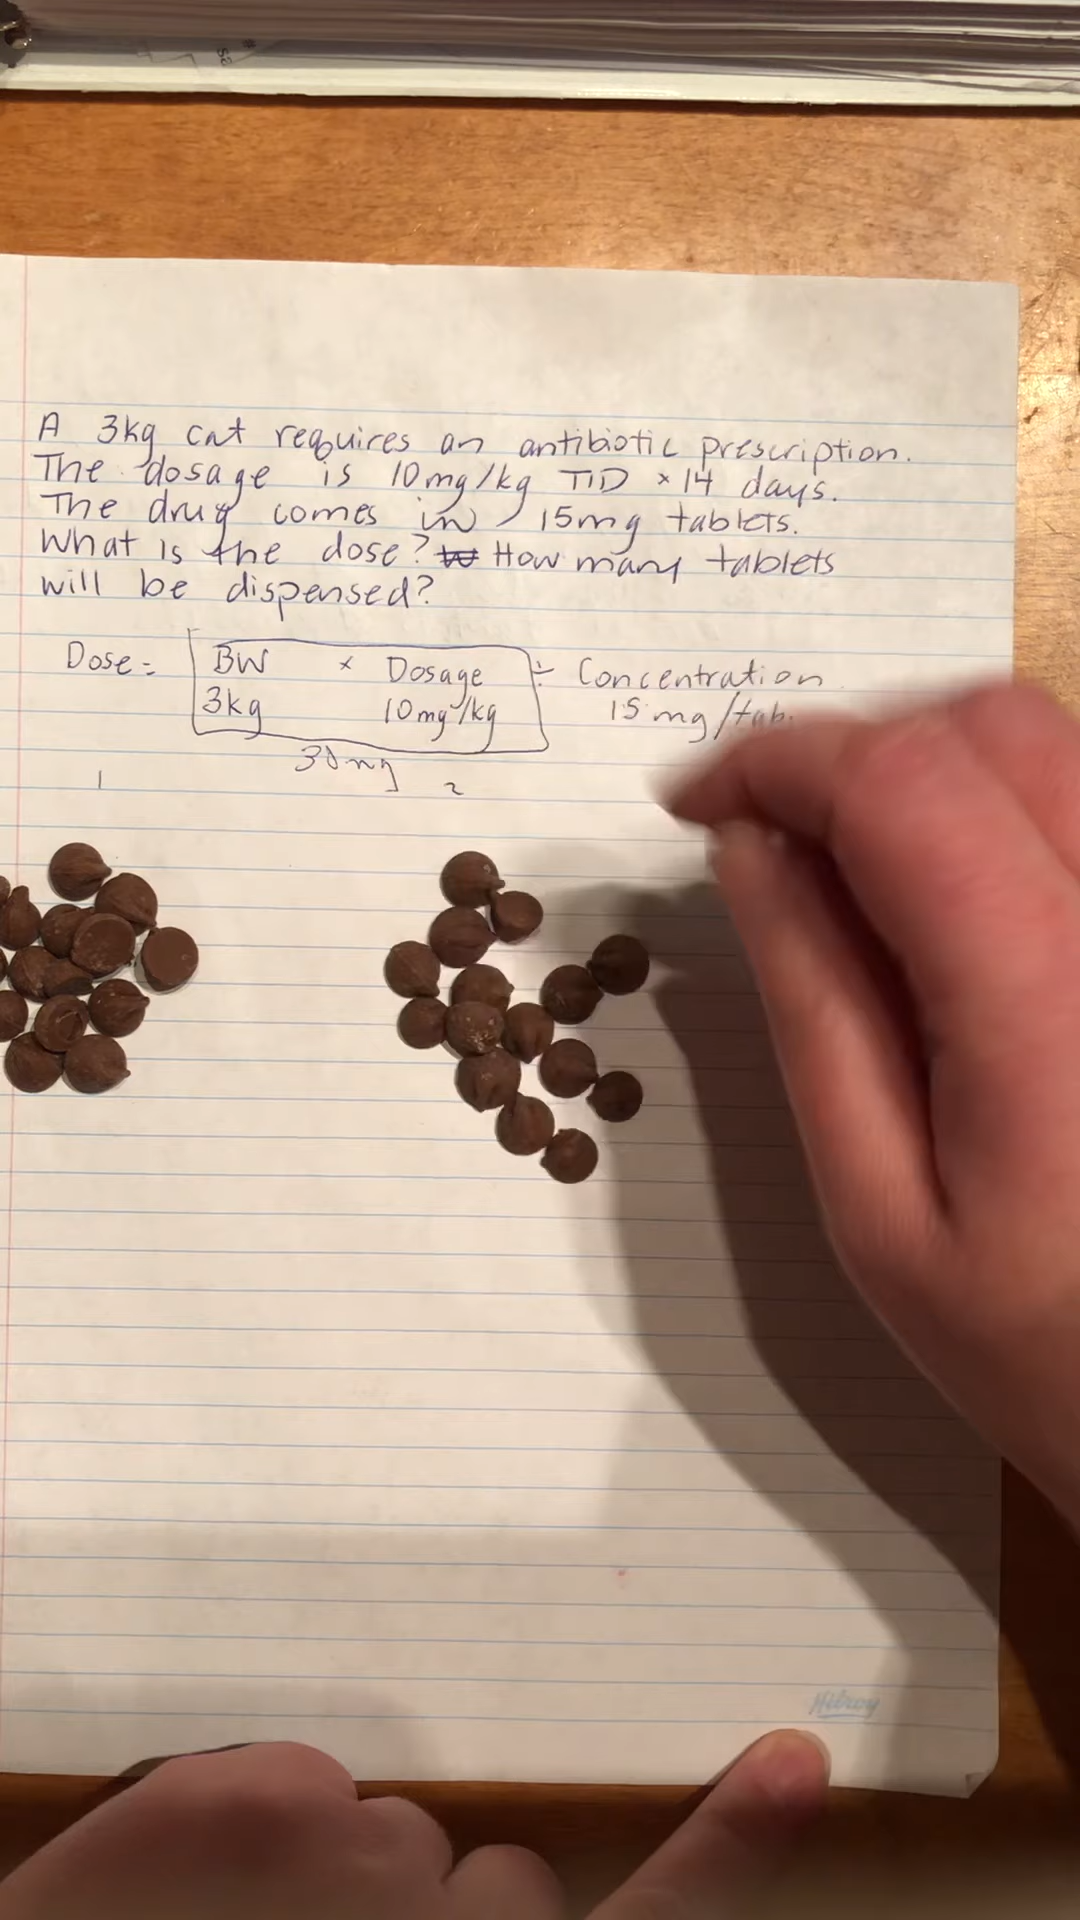 A 3kg cat requires an antibiotic prescription.
The dosage is 10mg/kg TID × 14 days.
The drug comes in 15mg tablets.
What is the dose? How many tablets
will be dispensed?
Dose = [BW × Dosage] ÷ Concentration
3kg 10mg/kg 15mg/tab.
30mg
1 2
Hilroy